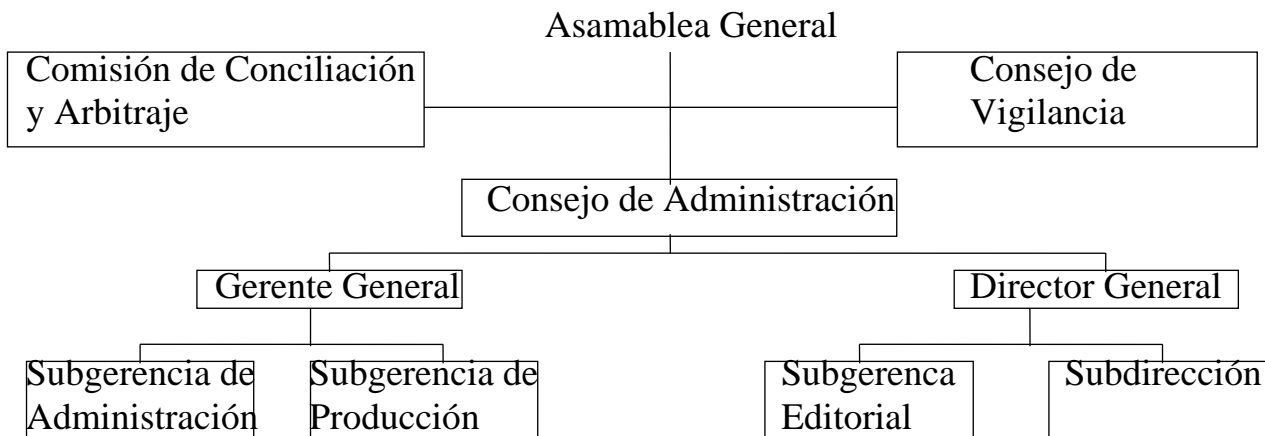 Asamablea General
Comisión de Conciliación
y Arbitraje
Consejo de
Vigilancia
Consejo de Administración
Gerente General
Director General
Subgerencia de
Administración
Subgerencia de
Producción
Subgerenca
Editorial
Subdirección